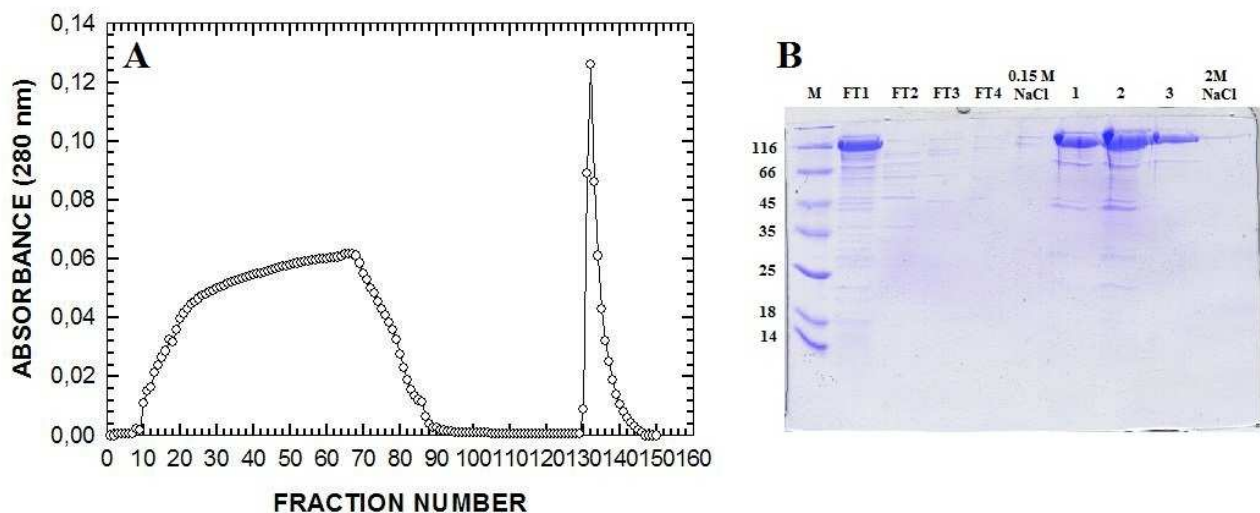 A
ABSORBANCE (280 nm)
0,14
0,12
0,10
0,08
0,06
0,04
0,02
0,00
0 10 20 30 40 50 60 70 80 90 100110120130140150160
FRACTION NUMBER
B
M FT1 FT2 FT3 FT4 0.15 M NaCl 1 2 3 2M NaCl
116
66
45
35
25
18
14